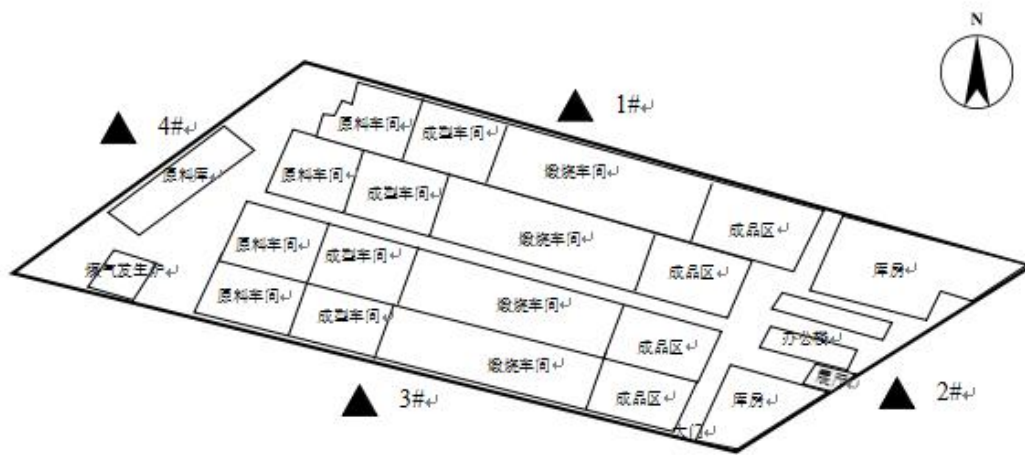 N
1#
4#
原料车间
成型车间
煅烧车间
成品区
原料库
原料车间
成型车间
煅烧车间
成品区
库房
煤气发生炉
原料车间
成型车间
煅烧车间
成品区
办公楼
原料车间
成型车间
煅烧车间
成品区
库房
大门
3#
2#